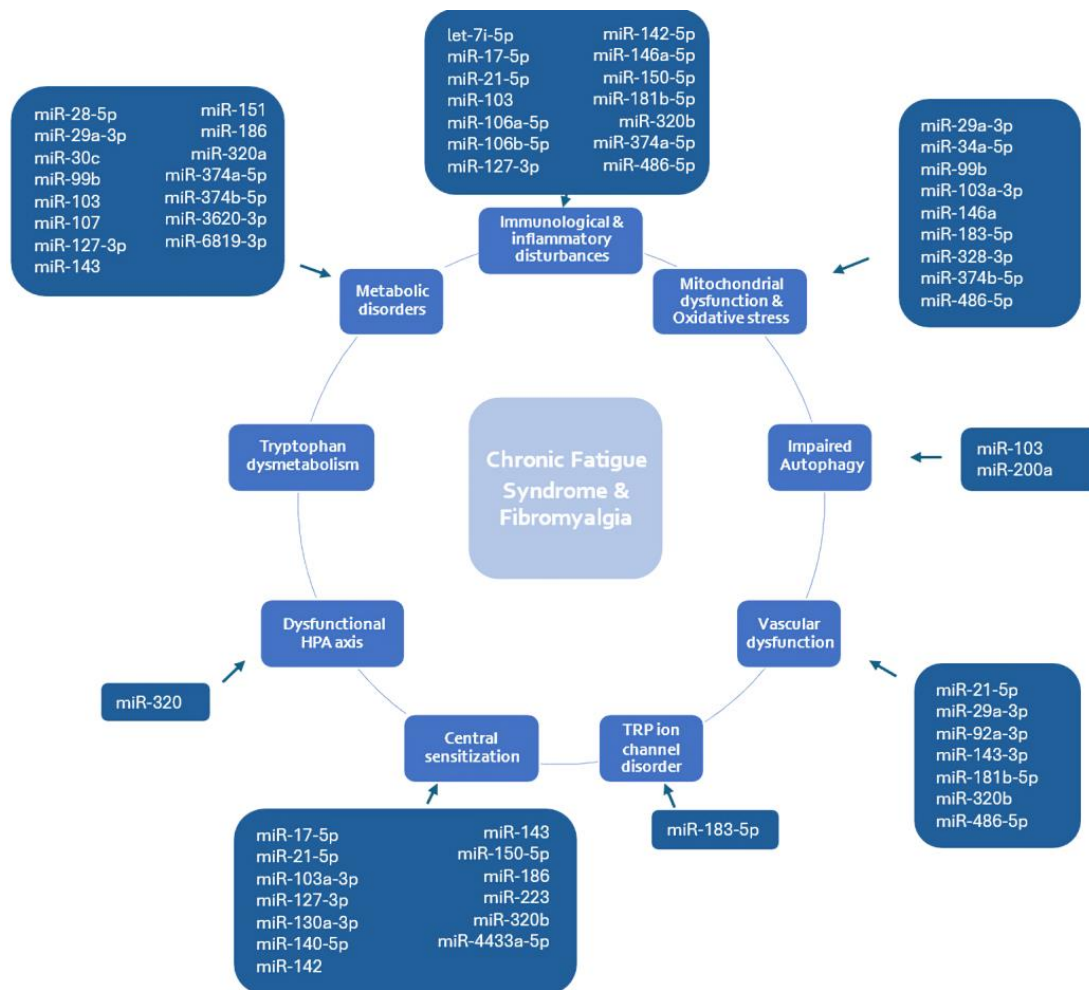 let-7i-5p
miR-17-5p
miR-21-5p
miR-103
miR-106a-5p
miR-106b-5p
miR-127-3p
miR-142-5p
miR-146a-5p
miR-150-5p
miR-181b-5p
miR-320b
miR-374a-5p
miR-486-5p
miR-28-5p
miR-29a-3p
miR-30c
miR-99b
miR-103
miR-107
miR-127-3p
miR-143
miR-151
miR-186
miR-320a
miR-374a-5p
miR-374b-5p
miR-3620-3p
miR-6819-3p
miR-29a-3p
miR-34a-5p
miR-99b
miR-103a-3p
miR-146a
miR-183-5p
miR-328-3p
miR-374b-5p
miR-486-5p
Immunological &
inflammatory
disturbances
Metabolic
disorders
Mitochondrial
dysfunction &
Oxidative stress
Tryptophan
dysmetabolism
Chronic Fatigue
Syndrome &
Fibromyalgia
Impaired
Autophagy
miR-103
miR-200a
Dysfunctional
HPA axis
Vascular
dysfunction
miR-320
Central
sensitization
TRP ion
channel
disorder
miR-21-5p
miR-29a-3p
miR-92a-3p
miR-143-3p
miR-181b-5p
miR-320b
miR-486-5p
miR-183-5p
miR-17-5p
miR-21-5p
miR-103a-3p
miR-127-3p
miR-130a-3p
miR-140-5p
miR-142
miR-143
miR-150-5p
miR-186
miR-223
miR-320b
miR-4433a-5p